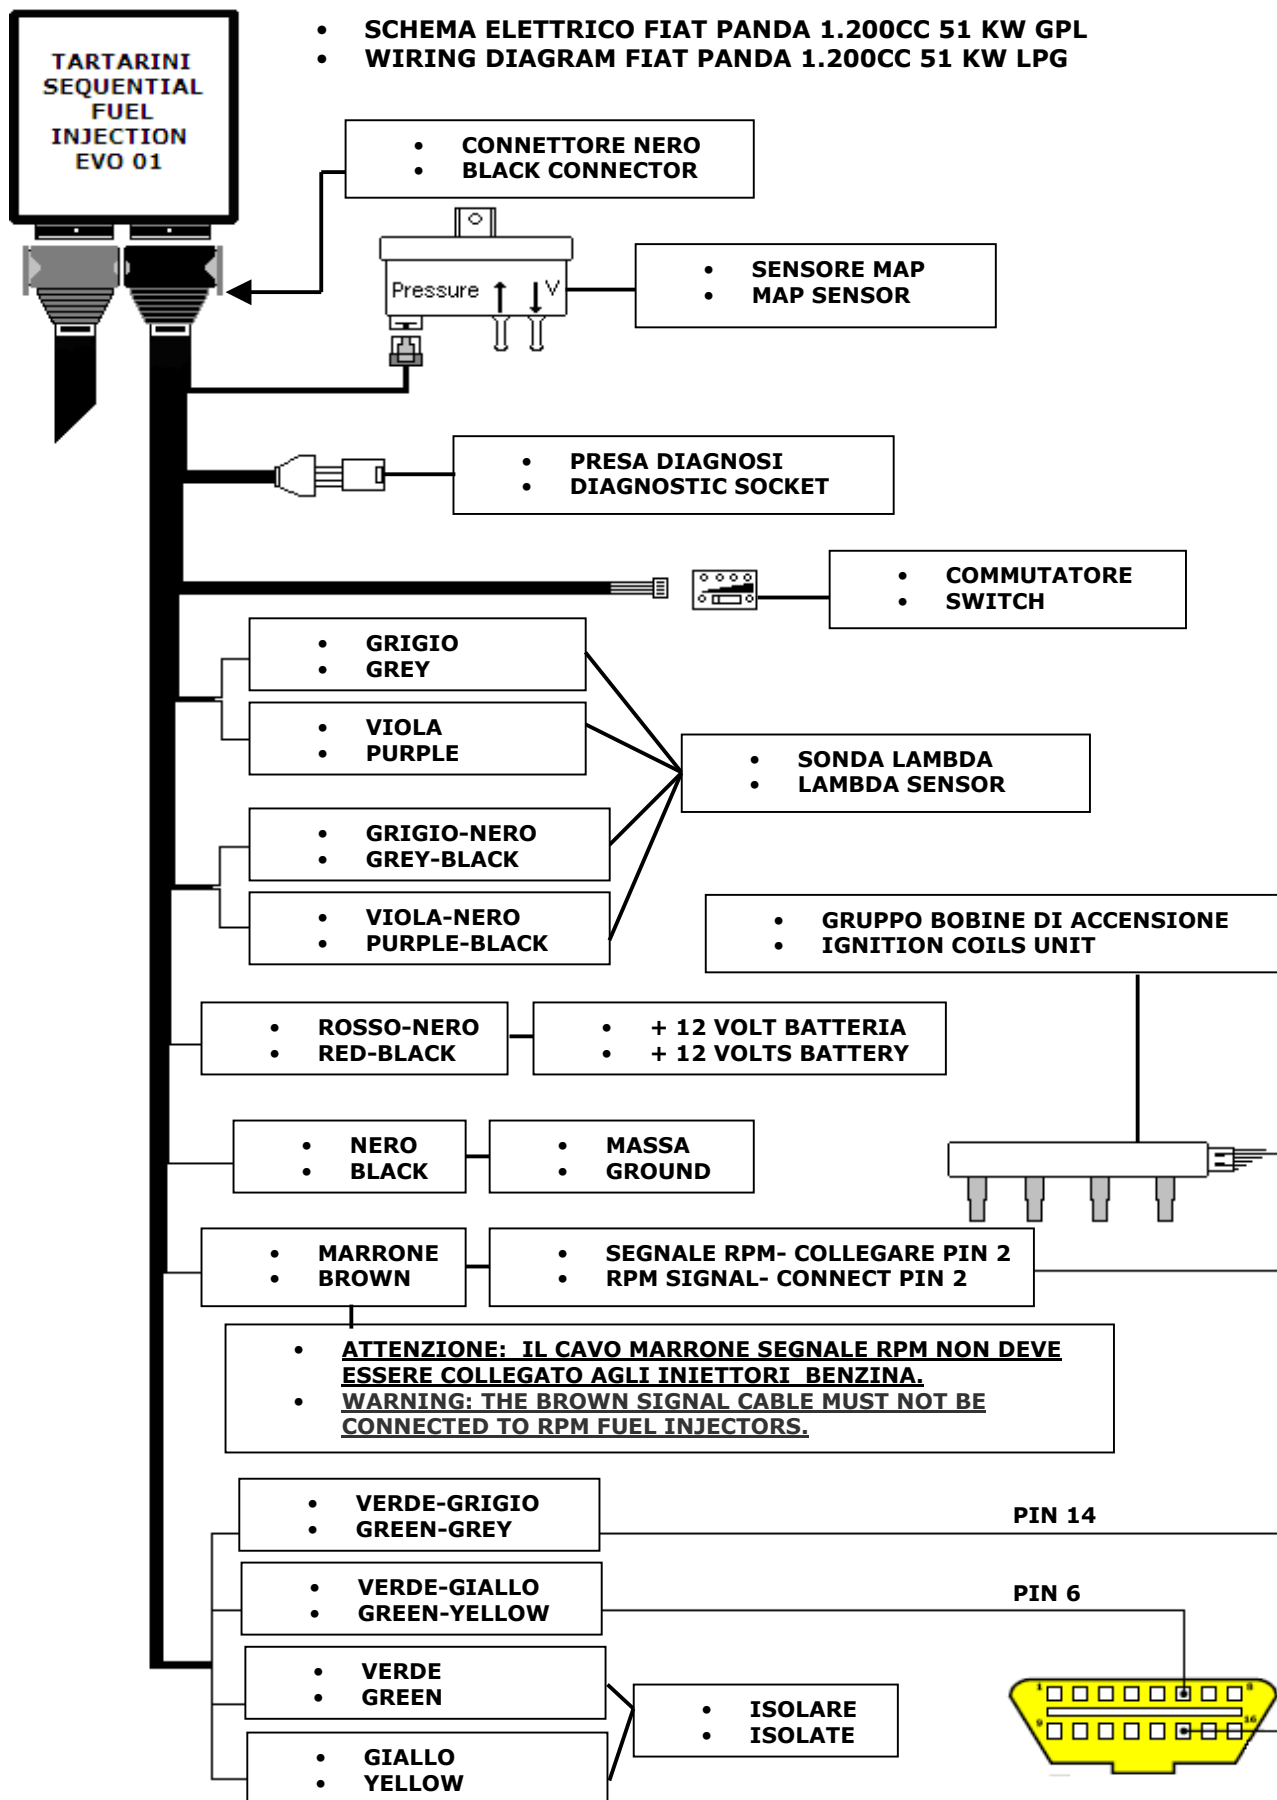 • SCHEMA ELETTRICO FIAT PANDA 1.200CC 51 KW GPL
• WIRING DIAGRAM FIAT PANDA 1.200CC 51 KW LPG
TARTARINI
SEQUENTIAL
FUEL
INJECTION
EVO 01
• CONNETTORE NERO
• BLACK CONNECTOR
Pressure
V
• SENSORE MAP
• MAP SENSOR
• PRESA DIAGNOSI
• DIAGNOSTIC SOCKET
• COMMUTATORE
• SWITCH
• GRIGIO
• GREY
• VIOLA
• PURPLE
• SONDA LAMBDA
• LAMBDA SENSOR
• GRIGIO-NERO
• GREY-BLACK
• VIOLA-NERO
• PURPLE-BLACK
• GRUPPO BOBINE DI ACCENSIONE
• IGNITION COILS UNIT
• ROSSO-NERO
• RED-BLACK
• + 12 VOLT BATTERIA
• + 12 VOLTS BATTERY
• NERO
• BLACK
• MASSA
• GROUND
• MARRONE
• BROWN
• SEGNALE RPM- COLLEGARE PIN 2
• RPM SIGNAL- CONNECT PIN 2
• ATTENZIONE: IL CAVO MARRONE SEGNALE RPM NON DEVE
ESSERE COLLEGATO AGLI INIETTORI BENZINA.
• WARNING: THE BROWN SIGNAL CABLE MUST NOT BE
CONNECTED TO RPM FUEL INJECTORS.
• VERDE-GRIGIO
• GREEN-GREY
PIN 14
• VERDE-GIALLO
• GREEN-YELLOW
PIN 6
• VERDE
• GREEN
• ISOLARE
• ISOLATE
• GIALLO
• YELLOW
1 8
9 16